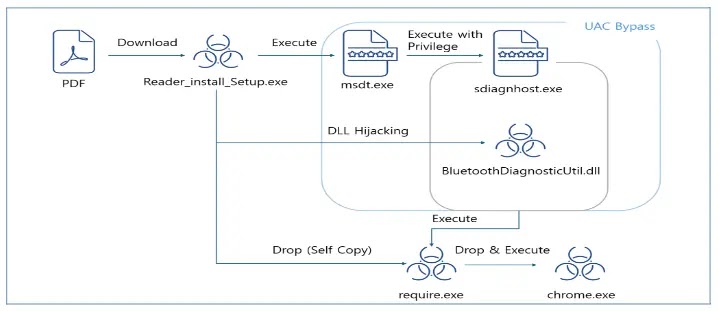 UAC Bypass
Download
Execute
Execute with
Privilege
PDF
Reader_install_Setup.exe
msdt.exe
sdiagnhost.exe
DLL Hijacking
BluetoothDiagnosticUtil.dll
Execute
Drop (Self Copy)
Drop & Execute
require.exe
chrome.exe